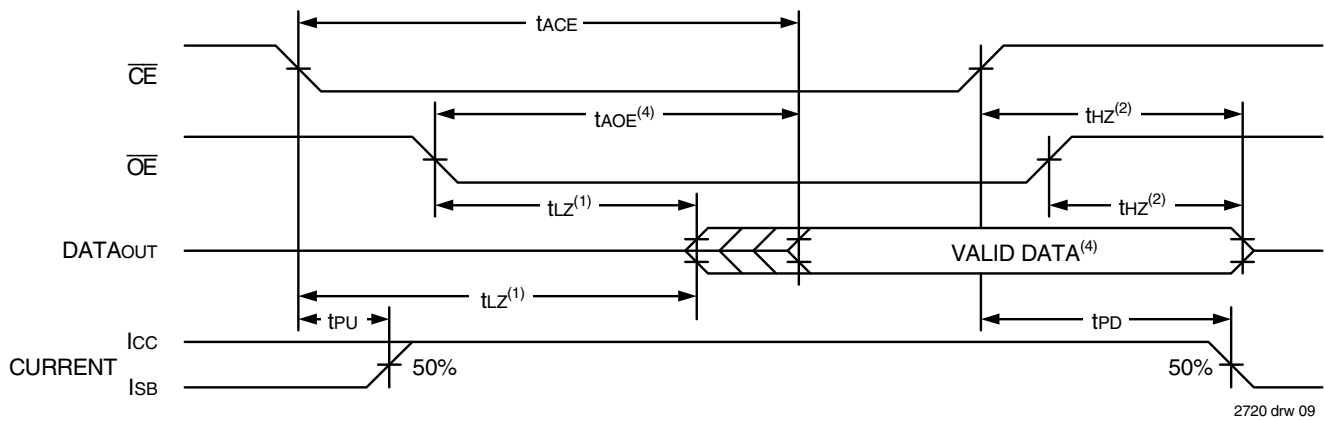 tACE
CE
tAOE(4)
tHZ(2)
OE
tLZ(1)
tHZ(2)
DATAOUT
VALID DATA(4)
tLZ(1)
tPU
tPD
ICC
CURRENT
50%
50%
ISB
2720 drw 09